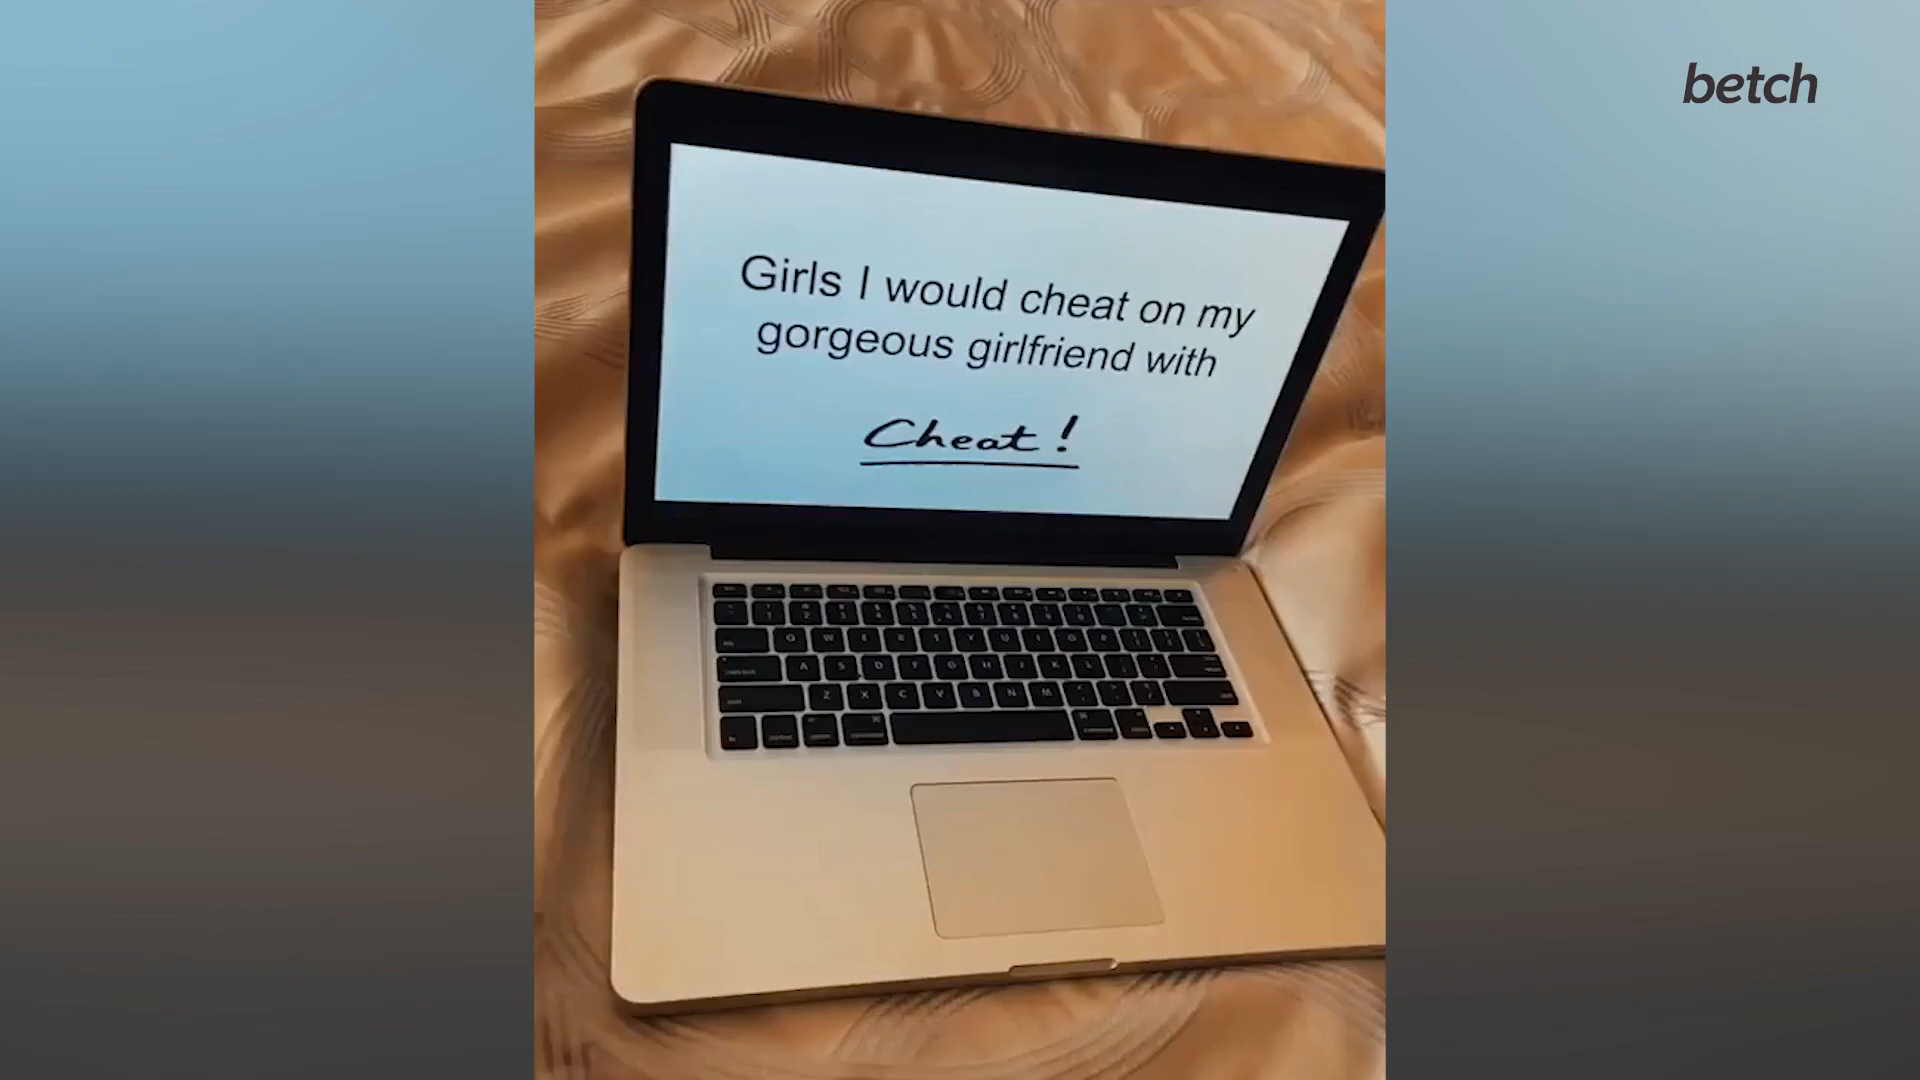 betch
Girls I would cheat on my
gorgeous girlfriend with
Cheat!
Q W E R T Y U I O P
A S D F G H J K L
Z X C V B N M